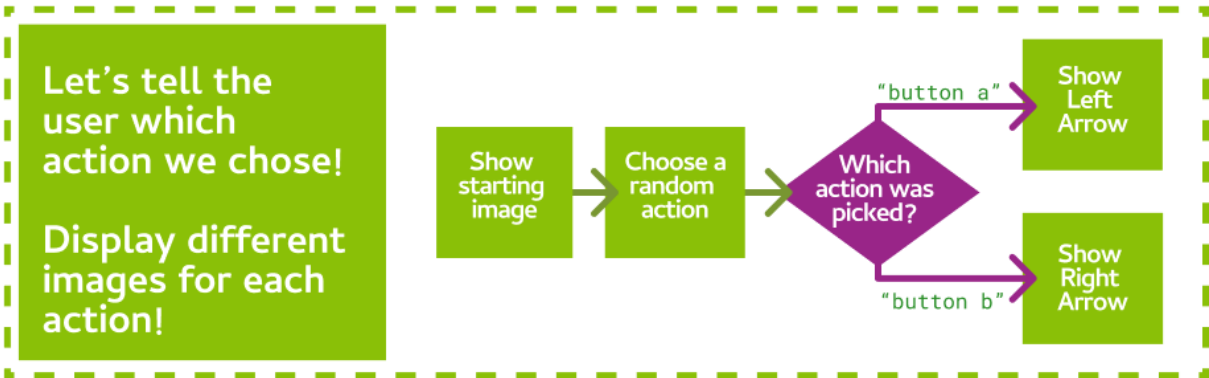 Let's tell the
user which
action we chose!
Display different
images for each
action!
Show
starting
image
Choose a
random
action
Which
action was
picked?
“button a”
Show
Left
Arrow
“button b”
Show
Right
Arrow